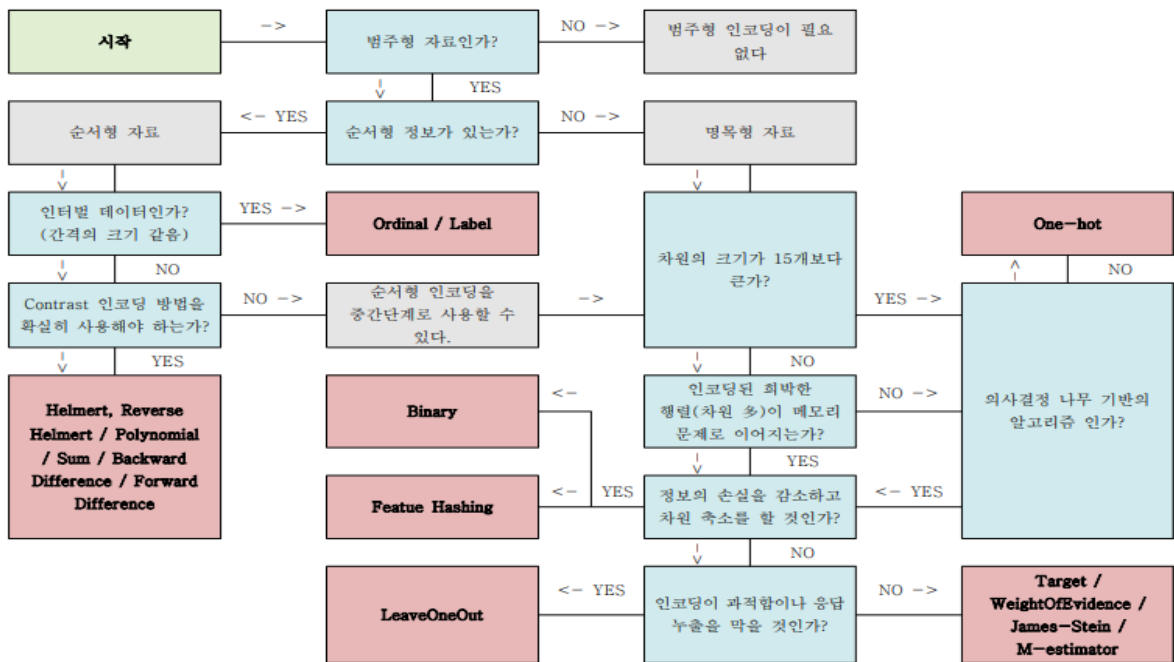 시작
->
범주형 자료인가?
NO ->
범주형 인코딩이 필요
없다
->
YES
순서형 자료
<- YES
순서형 정보가 있는가?
NO ->
명목형 자료
->
->
인터벌 데이터인가?
(간격의 크기 같음)
YES ->
Ordinal / Label
차원의 크기가 15개보다
큰가?
One-hot
->
NO
->
NO
Contrast 인코딩 방법을
확실히 사용해야 하는가?
NO ->
순서형 인코딩을
중간단계로 사용할 수
있다.
->
YES ->
의사결정 나무 기반의
알고리즘 인가?
->
YES
->
NO
Helmert, Reverse
Helmert / Polynomial
/ Sum / Backward
Difference / Forward
Difference
Binary
<-
인코딩된 희박한
행렬(차원 多)이 메모리
문제로 이어지는가?
NO ->
->
YES
Featue Hashing
<-
YES
정보의 손실을 감소하고
차원 축소를 할 것인가?
<- YES
->
NO
LeaveOneOut
<- YES
인코딩이 과적합이나 응답
누출을 막을 것인가?
NO ->
Target /
WeightOfEvidence /
James-Stein /
M-estimator